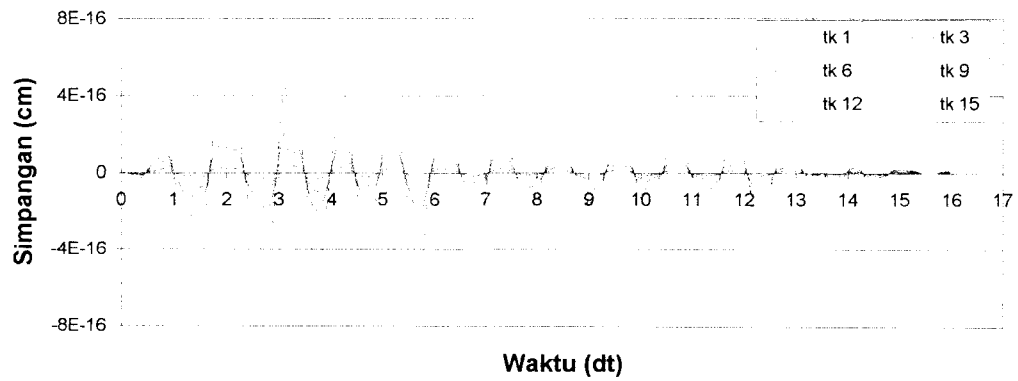 8E-16
tk 1 tk 3
tk 6 tk 9
4E-16
tk 12 tk 15
Simpangan (cm)
0
0 1 2 3 4 5 6 7 8 9 10 11 12 13 14 15 16 17
-4E-16
-8E-16
Waktu (dt)